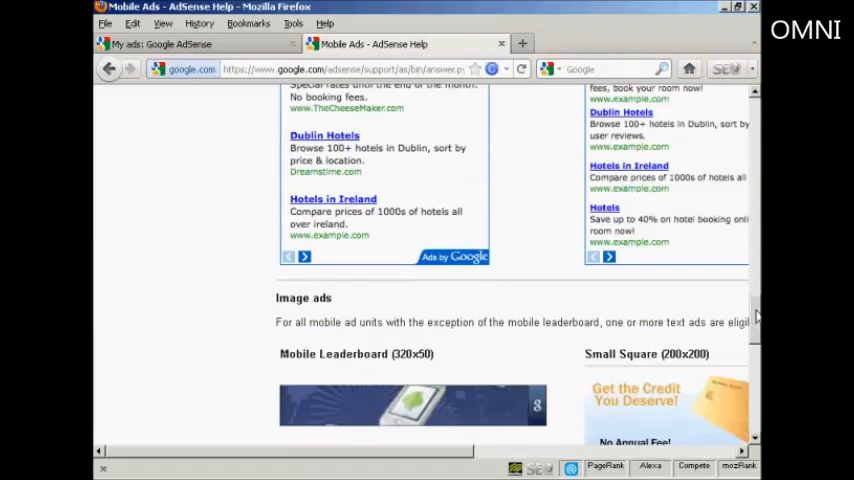 Mobile Ads - AdSense Help - Mozilla Firefox
OMNI
File Edit View History Bookmarks Tools Help
My ads: Google AdSense
Mobile Ads - AdSense Help
google.com https://www.google.com/adsense/support/as/bin/answer.py
Google
Special rates until the end of the month.
No booking fees.
www.TheCheeseMaker.com
Dublin Hotels
Browse 100+ hotels in Dublin, sort by
price & location.
Dreamstime.com
Hotels in Ireland
Compare prices of 1000s of hotels all
over ireland.
www.example.com
Ads by Google
fees, book your room now!
www.example.com
Dublin Hotels
Browse 100+ hotels in Dublin, sort by
user reviews.
www.example.com
Hotels in Ireland
Compare prices of 1000s of hotels all
www.example.com
Hotels
Save up to 40% on hotel booking onli
room now!
www.example.com
Image ads
For all mobile ad units with the exception of the mobile leaderboard, one or more text ads are eligil
Mobile Leaderboard (320x50)
g
Small Square (200x200)
Get the Credit
You Deserve!
No Annual Fee!
PageRank Alexa Compete mozRank